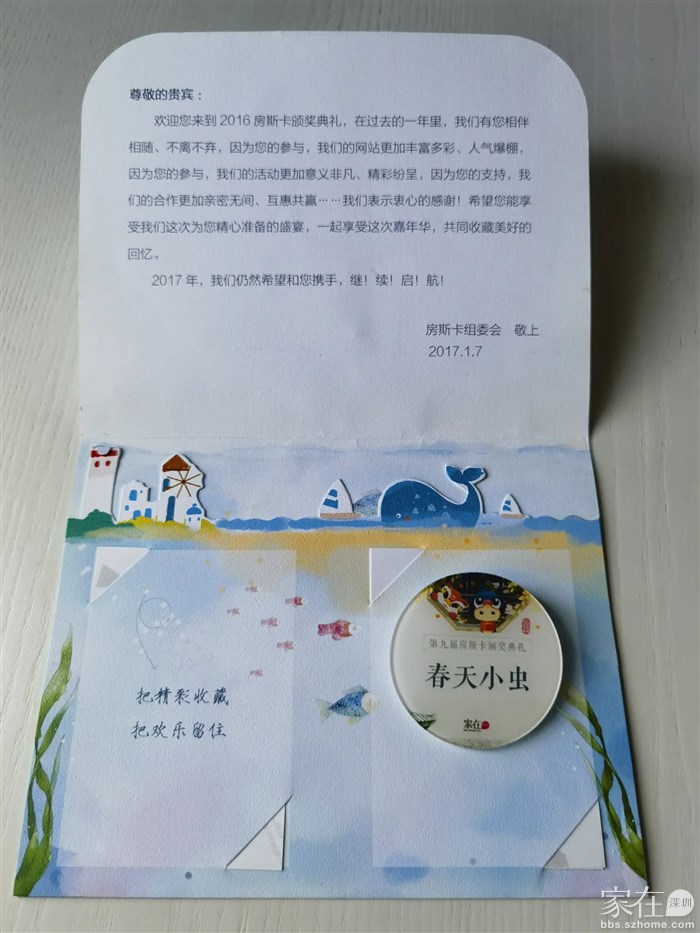 尊敬的贵宾：
欢迎您来到2016房斯卡颁奖典礼，在过去的一年里，我们有您相伴
相随、不离不弃，因为您的参与，我们的网站更加丰富多彩、人气爆棚，
因为您的参与，我们的活动更加意义非凡、精彩纷呈，因为您的支持，我
们的合作更加亲密无间、互惠共赢……我们表示衷心的感谢！希望您能享
受我们这次为您精心准备的盛宴，一起享受这次嘉年华，共同收藏美好的
回忆。
2017年，我们仍然希望和您携手，继！续！启！航！
房斯卡组委会 敬上
2017.1.7
第九届房斯卡颁奖典礼
春天小虫
家在
把精彩收藏
把欢乐留住
家在深圳
bbs.szhome.com